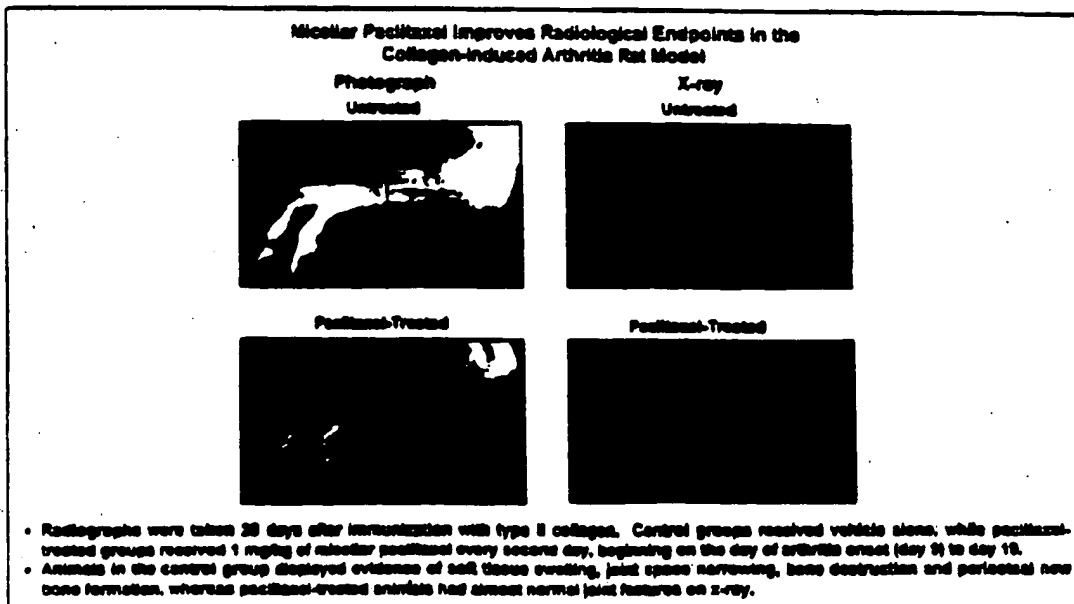 Micellar Paclitaxel Improves Radiological Endpoints in the
Collagen-Induced Arthritis Rat Model
Photograph
X-ray
Untreated
Untreated
Paclitaxel-Treated
Paclitaxel-Treated
• Radiographs were taken 28 days after immunization with type II collagen. Control groups received vehicle alone; while paclitaxel-
treated groups received 1 mg/kg of micellar paclitaxel every second day, beginning on the day of arthritis onset (day 9) to day
• Animals in the control group displayed evidence of soft tissue swelling, joint space narrowing, bone destruction and periosteal new
bone formation, whereas paclitaxel-treated animals had almost normal joint features on x-ray.